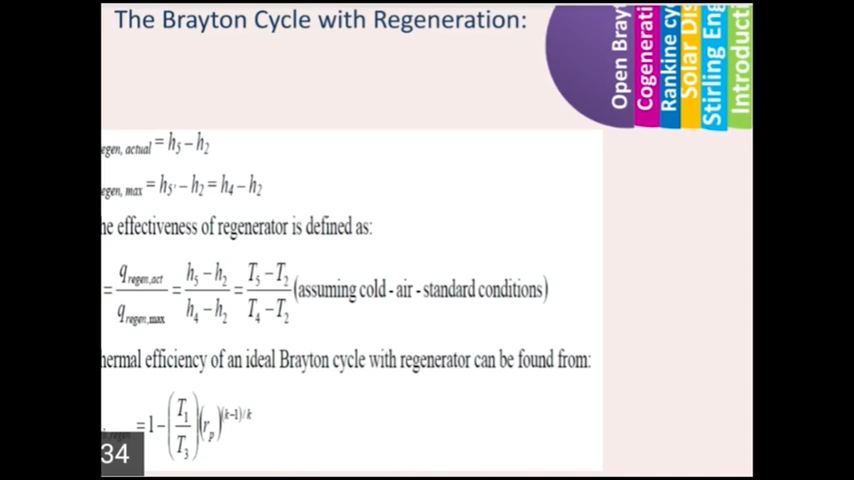 The Brayton Cycle with Regeneration:
Open Brayt
Cogenerati
Rankine cy
Solar Dis
Stirling Eng
Introducti
egen, actual = h5 − h2
egen, max = h5' − h2 = h4 − h2
he effectiveness of regenerator is defined as:
= q regen,act / q regen,max = h5 − h2 / h4 − h2 = T5 − T2 / T4 − T2 (assuming cold - air - standard conditions)
hermal efficiency of an ideal Brayton cycle with regenerator can be found from:
= 1 − (T1 / T3) (rp)^(k−1)/k
34